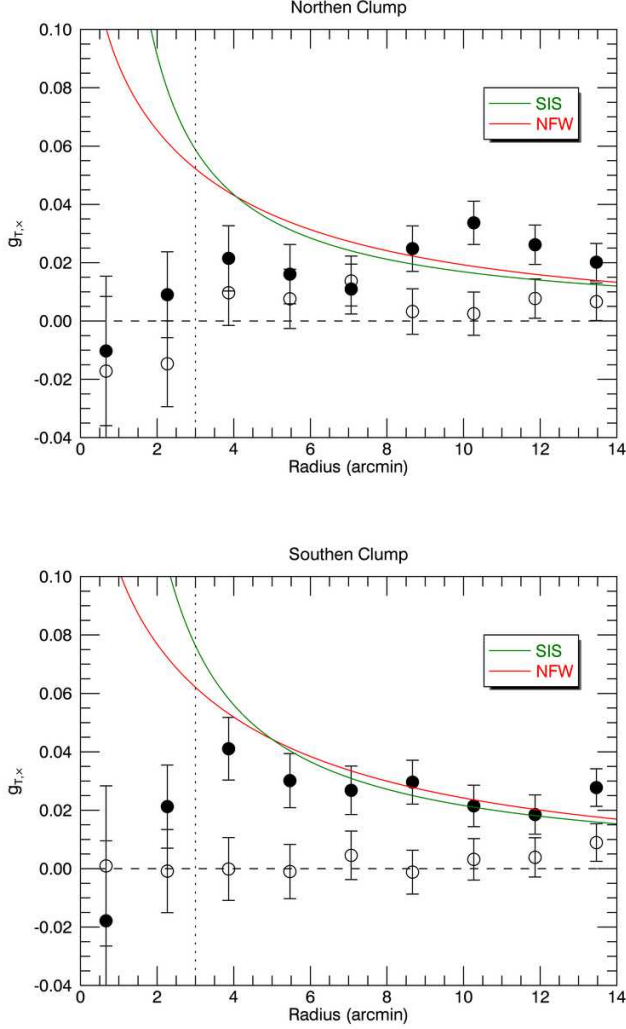 Northen Clump
0.10
0.08
0.06
0.04
0.02
0.00
-0.02
-0.04
g_T,×
SIS
NFW
0 2 4 6 8 10 12 14
Radius (arcmin)
Southen Clump
0.10
0.08
0.06
0.04
0.02
0.00
-0.02
-0.04
g_T,×
SIS
NFW
0 2 4 6 8 10 12 14
Radius (arcmin)